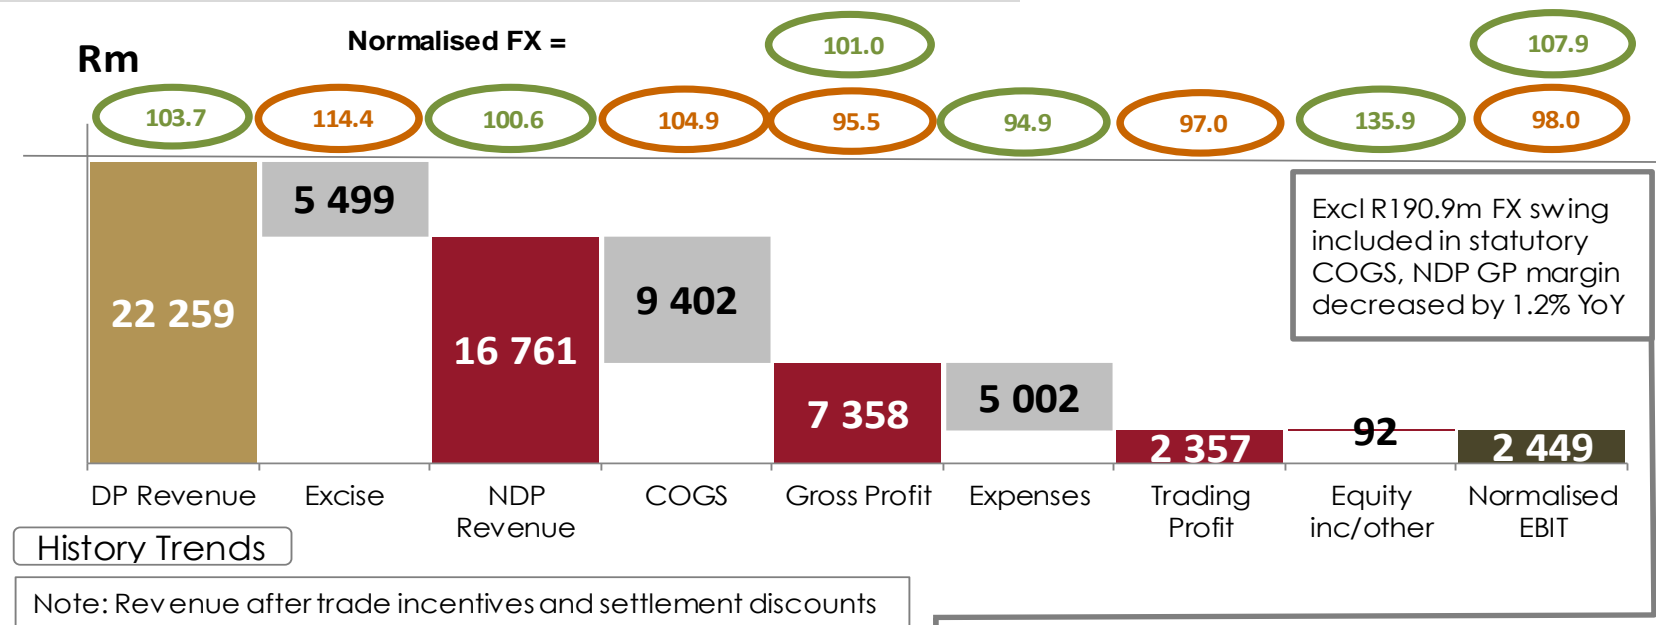 Normalised FX =
101.0
107.9
Rm
103.7
114.4
100.6
104.9
95.5
94.9
97.0
135.9
98.0
22 259
5 499
16 761
9 402
7 358
5 002
2 357
92
2 449
Excl R190.9m FX swing
included in statutory
COGS, NDP GP margin
decreased by 1.2% YoY
DP Revenue
Excise
NDP
Revenue
COGS
Gross Profit
Expenses
Trading
Profit
Equity
inc/other
Normalised
EBIT
History Trends
Note: Revenue after trade incentives and settlement discounts